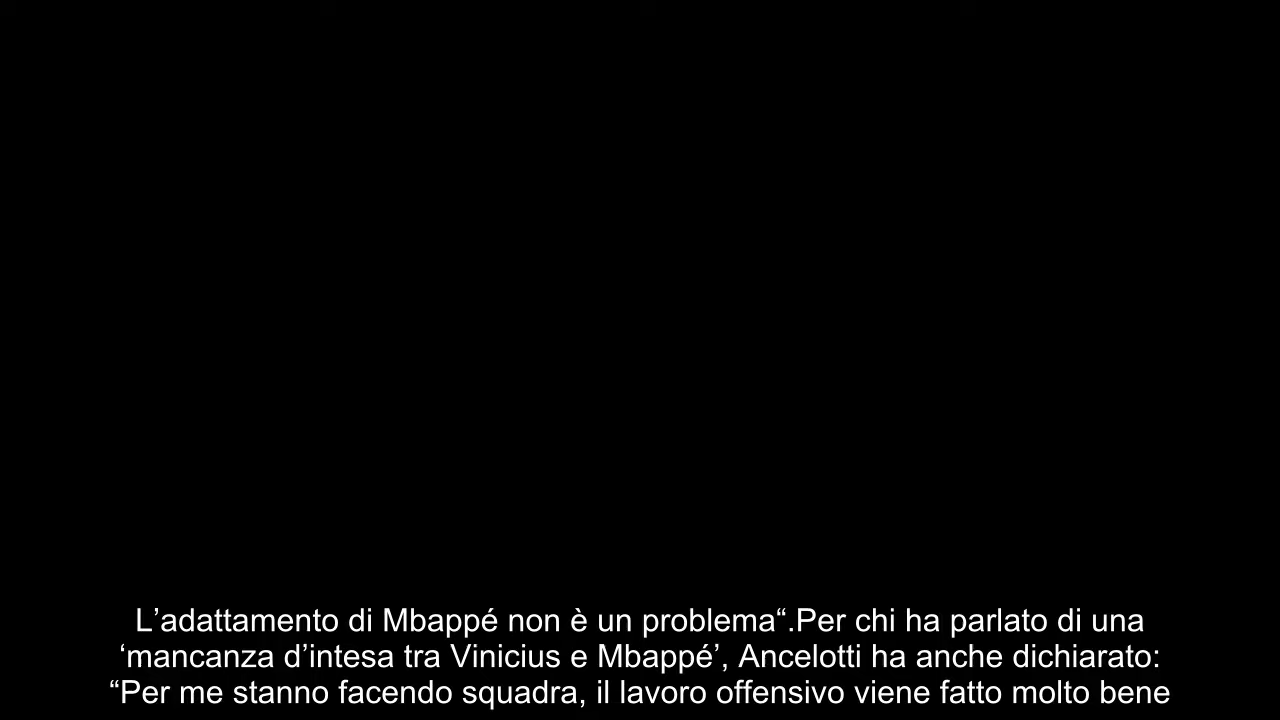 L’adattamento di Mbappé non è un problema“.Per chi ha parlato di una
‘mancanza d’intesa tra Vinicius e Mbappé’, Ancelotti ha anche dichiarato:
“Per me stanno facendo squadra, il lavoro offensivo viene fatto molto bene